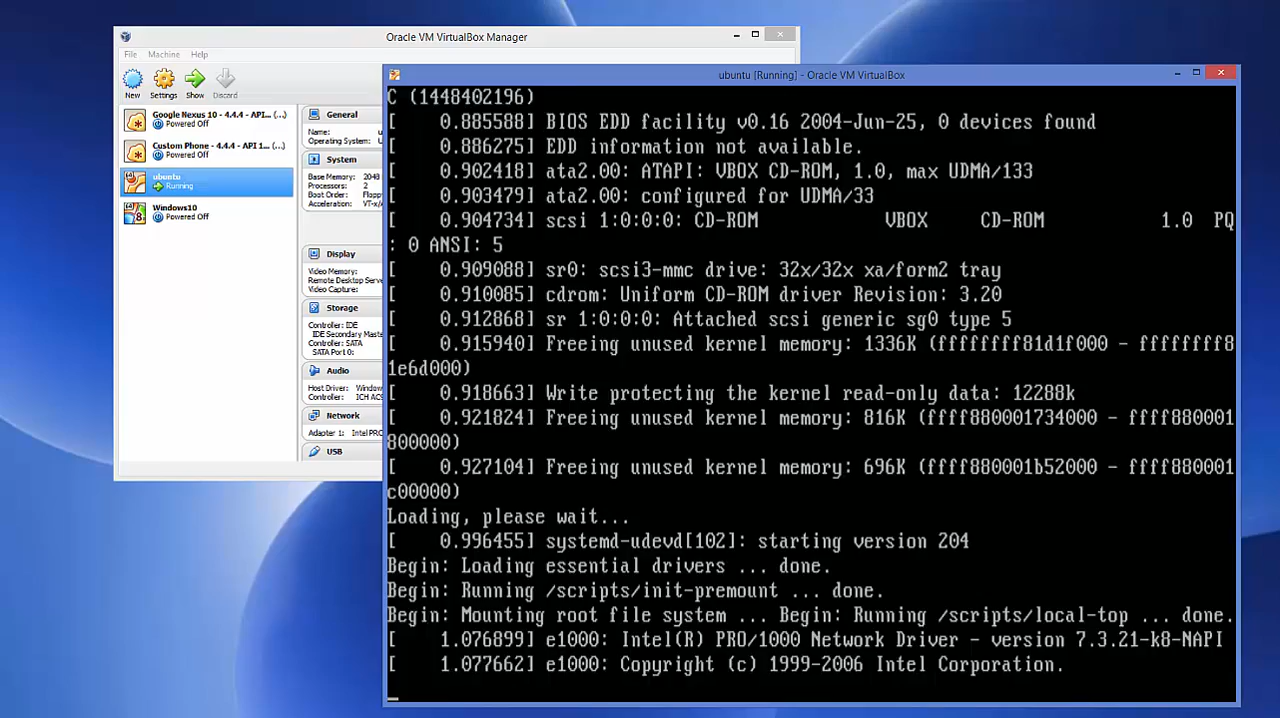 Oracle VM VirtualBox Manager
File Machine Help
New Settings Show Discard
Google Nexus 10 - 4.4.4 - API... (...)
Powered Off
Custom Phone - 4.4.4 - API 1... (...)
Powered Off
ubuntu
Running
Windows10
Powered Off
General
Name:
Operating System:
System
Base Memory: 2048
Processors: 2
Boot Order: Floppy
Acceleration: VT-x/
Display
Video Memory:
Remote Desktop Serve
Video Capture:
Storage
Controller: IDE
IDE Secondary Maste
Controller: SATA
SATA Port 0:
Audio
Host Driver: Window
Controller: ICH AC9
Network
Adapter 1: Intel PRO
USB
ubuntu [Running] - Oracle VM VirtualBox
C (1448402196)
[    0.885588] BIOS EDD facility v0.16 2004-Jun-25, 0 devices found
[    0.886275] EDD information not available.
[    0.902418] ata2.00: ATAPI: VBOX CD-ROM, 1.0, max UDMA/133
[    0.903479] ata2.00: configured for UDMA/33
[    0.904734] scsi 1:0:0:0: CD-ROM            VBOX     CD-ROM           1.0  PQ
: 0 ANSI: 5
[    0.909088] sr0: scsi3-mmc drive: 32x/32x xa/form2 tray
[    0.910085] cdrom: Uniform CD-ROM driver Revision: 3.20
[    0.912868] sr 1:0:0:0: Attached scsi generic sg0 type 5
[    0.915940] Freeing unused kernel memory: 1336K (ffffffff81d1f000 - ffffffff8
1e6d000)
[    0.918663] Write protecting the kernel read-only data: 12288k
[    0.921824] Freeing unused kernel memory: 816K (ffff880001734000 - ffff880001
800000)
[    0.927104] Freeing unused kernel memory: 696K (ffff880001b52000 - ffff880001
c00000)
Loading, please wait...
[    0.996455] systemd-udevd[102]: starting version 204
Begin: Loading essential drivers ... done.
Begin: Running /scripts/init-premount ... done.
Begin: Mounting root file system ... Begin: Running /scripts/local-top ... done.
[    1.076899] e1000: Intel(R) PRO/1000 Network Driver - version 7.3.21-k8-NAPI
[    1.077662] e1000: Copyright (c) 1999-2006 Intel Corporation.